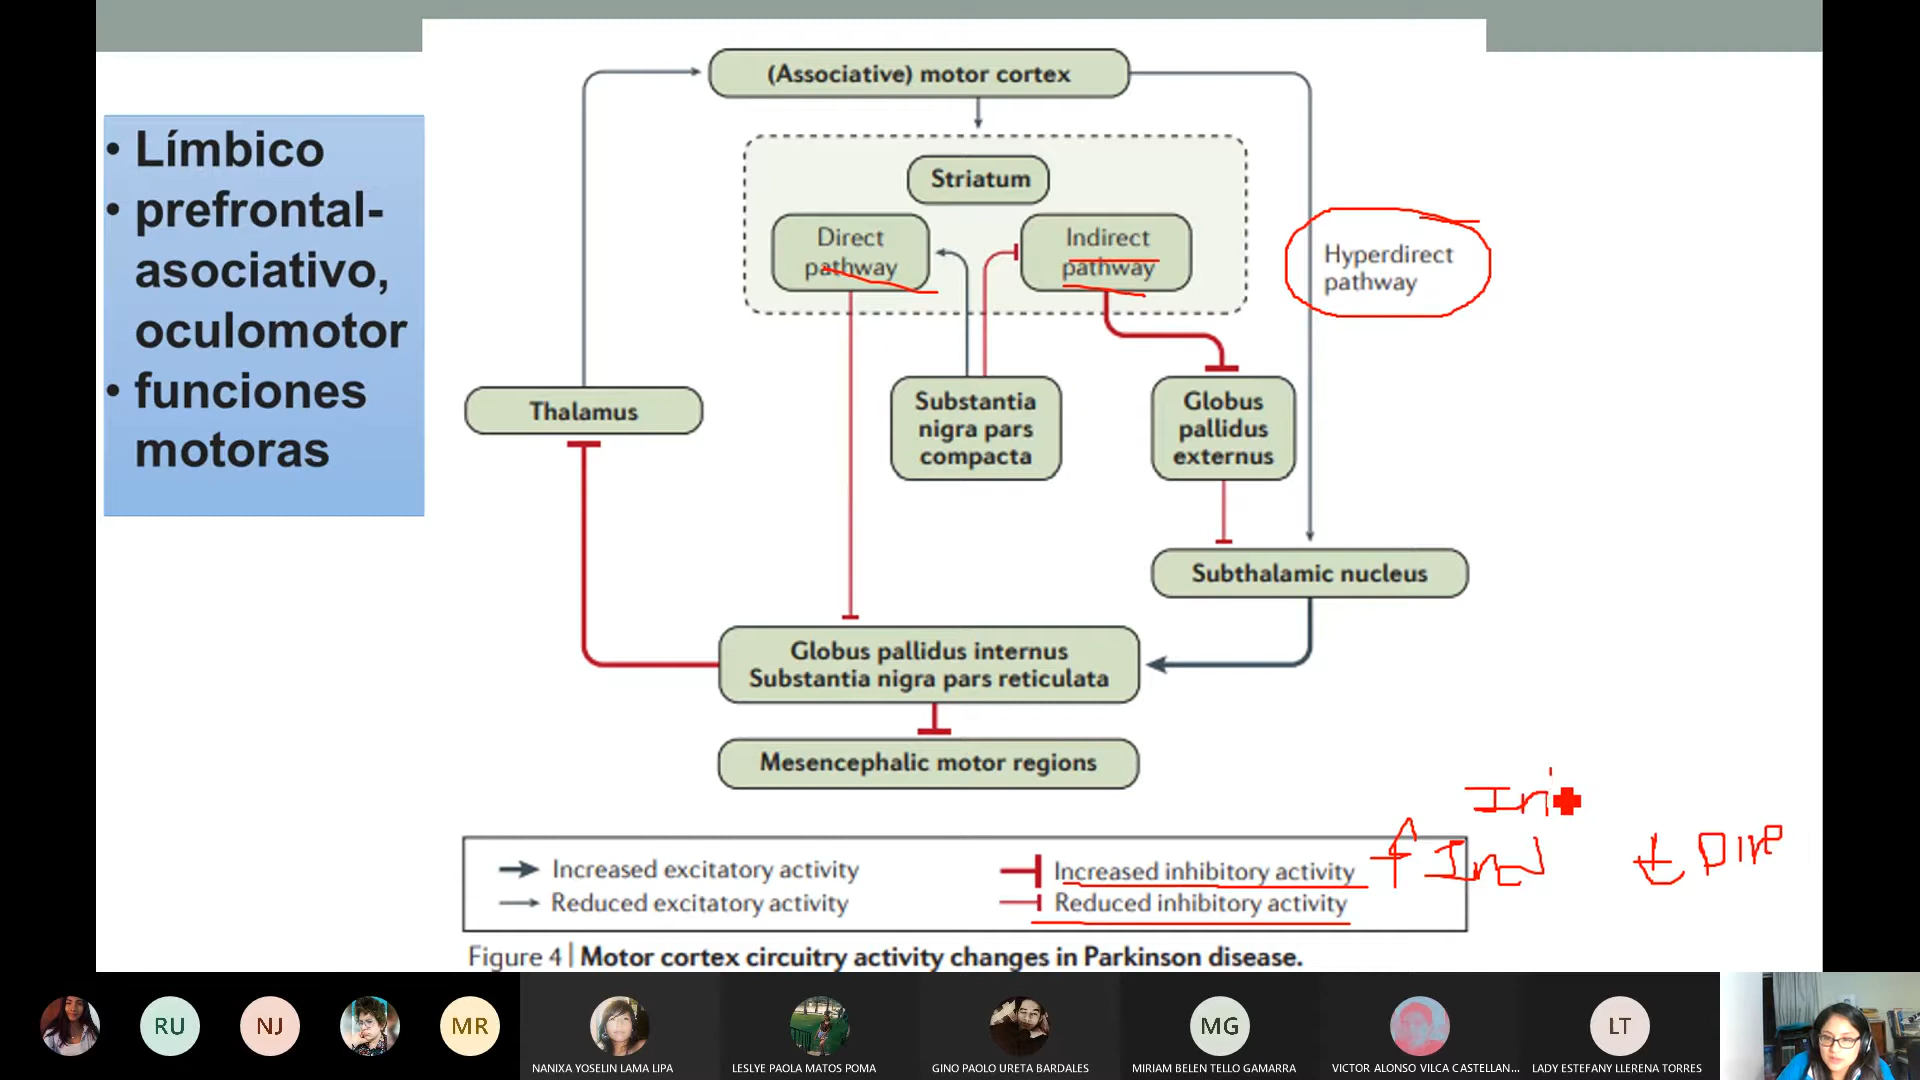 (Associative) motor cortex
• Límbico
• prefrontal-
asociativo,
oculomotor
• funciones
motoras
Striatum
Direct
pathway
Indirect
pathway
Hyperdirect
pathway
Thalamus
Substantia
nigra pars
compacta
Globus
pallidus
externus
Subthalamic nucleus
Globus pallidus internus
Substantia nigra pars reticulata
Mesencephalic motor regions
Increased excitatory activity
Reduced excitatory activity
Increased inhibitory activity
Reduced inhibitory activity
Ini
↑ Ind
Dire
Figure 4 | Motor cortex circuitry activity changes in Parkinson disease.
RU
NJ
MR
MG
LT
NANIXA YOSELIN LAMA LIPA
LESLYE PAOLA MATOS POMA
GINO PAOLO URETA BARDALES
MIRIAM BELEN TELLO GAMARRA
VICTOR ALONSO VILCA CASTELLAN...
LADY ESTEFANY LLERENA TORRES